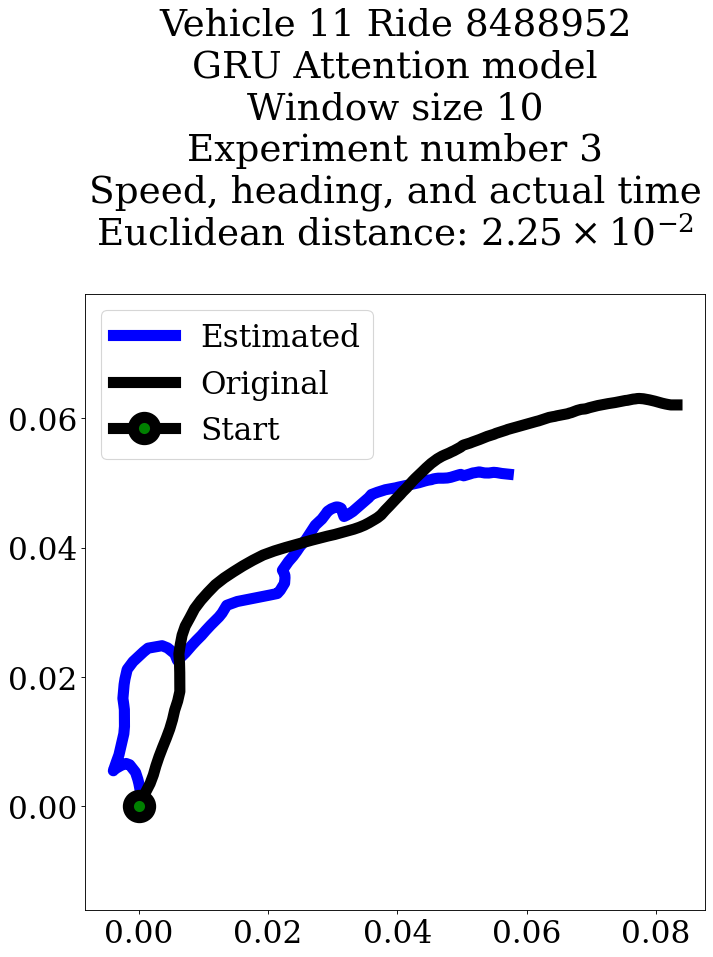 Vehicle 11 Ride 8488952
GRU Attention model
Window size 10
Experiment number 3
Speed, heading, and actual time
Euclidean distance: 2.25 × 10⁻²
Estimated
Original
Start
0.06
0.04
0.02
0.00
0.00 0.02 0.04 0.06 0.08